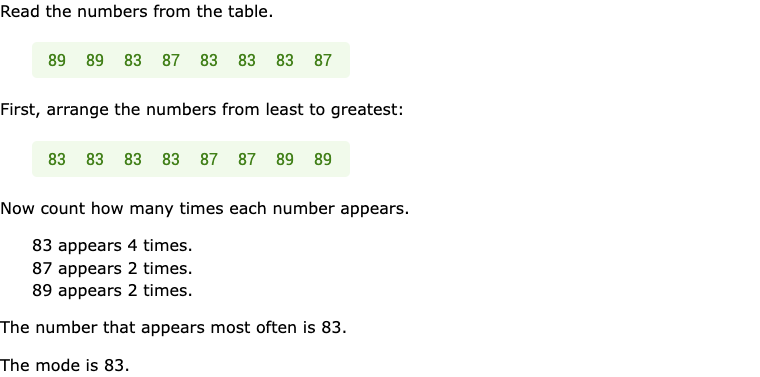 Read the numbers from the table.
89 89 83 87 83 83 83 87
First, arrange the numbers from least to greatest:
83 83 83 83 87 87 89 89
Now count how many times each number appears.
83 appears 4 times.
87 appears 2 times.
89 appears 2 times.
The number that appears most often is 83.
The mode is 83.